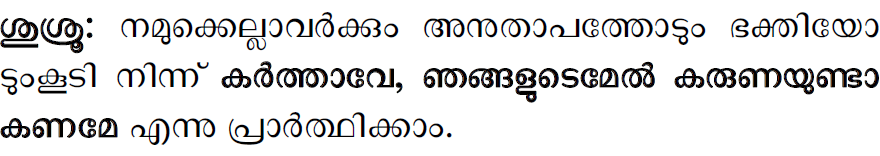 ശുശ്രൂ: നമുക്കെല്ലാവർക്കും അനുതാപത്തോടും ഭക്തിയോ
ടുംകൂടി നിന്ന് കർത്താവേ, ഞങ്ങളുടെമേൽ കരുണയുണ്ടാ
കണമേ എന്നു പ്രാർത്ഥിക്കാം.